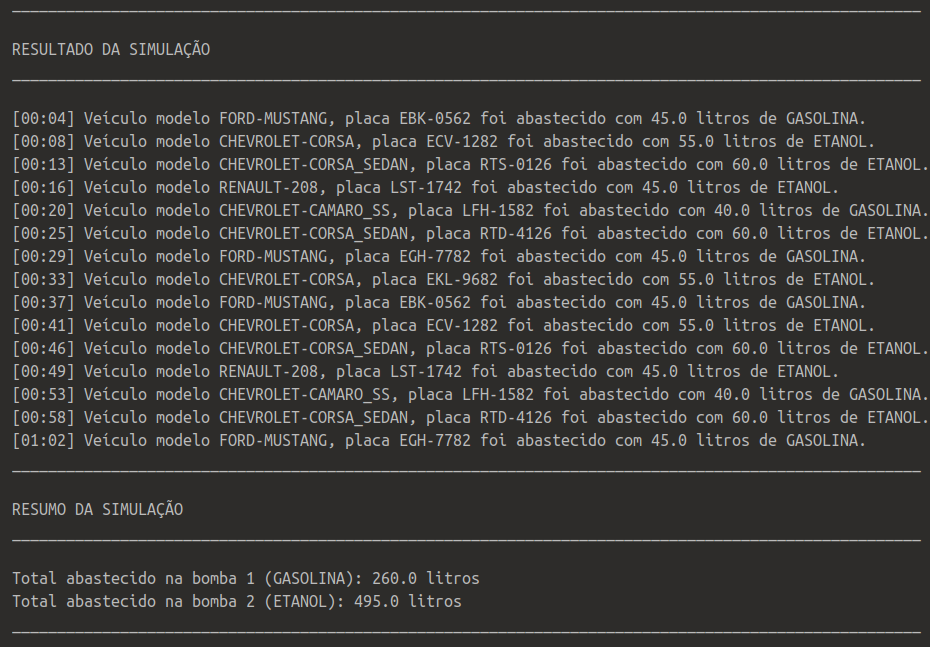 RESULTADO DA SIMULAÇÃO
[00:04] Veículo modelo FORD-MUSTANG, placa EBK-0562 foi abastecido com 45.0 litros de GASOLINA.
[00:08] Veículo modelo CHEVROLET-CORSA, placa ECV-1282 foi abastecido com 55.0 litros de ETANOL.
[00:13] Veículo modelo CHEVROLET-CORSA_SEDAN, placa RTS-0126 foi abastecido com 60.0 litros de ETANOL.
[00:16] Veículo modelo RENAULT-208, placa LST-1742 foi abastecido com 45.0 litros de ETANOL.
[00:20] Veículo modelo CHEVROLET-CAMARO_SS, placa LFH-1582 foi abastecido com 40.0 litros de GASOLINA.
[00:25] Veículo modelo CHEVROLET-CORSA_SEDAN, placa RTD-4126 foi abastecido com 60.0 litros de ETANOL.
[00:29] Veículo modelo FORD-MUSTANG, placa EGH-7782 foi abastecido com 45.0 litros de GASOLINA.
[00:33] Veículo modelo CHEVROLET-CORSA, placa EKL-9682 foi abastecido com 55.0 litros de ETANOL.
[00:37] Veículo modelo FORD-MUSTANG, placa EBK-0562 foi abastecido com 45.0 litros de GASOLINA.
[00:41] Veículo modelo CHEVROLET-CORSA, placa ECV-1282 foi abastecido com 55.0 litros de ETANOL.
[00:46] Veículo modelo CHEVROLET-CORSA_SEDAN, placa RTS-0126 foi abastecido com 60.0 litros de ETANOL.
[00:49] Veículo modelo RENAULT-208, placa LST-1742 foi abastecido com 45.0 litros de ETANOL.
[00:53] Veículo modelo CHEVROLET-CAMARO_SS, placa LFH-1582 foi abastecido com 40.0 litros de GASOLINA.
[00:58] Veículo modelo CHEVROLET-CORSA_SEDAN, placa RTD-4126 foi abastecido com 60.0 litros de ETANOL.
[01:02] Veículo modelo FORD-MUSTANG, placa EGH-7782 foi abastecido com 45.0 litros de GASOLINA.
RESUMO DA SIMULAÇÃO
Total abastecido na bomba 1 (GASOLINA): 260.0 litros
Total abastecido na bomba 2 (ETANOL): 495.0 litros